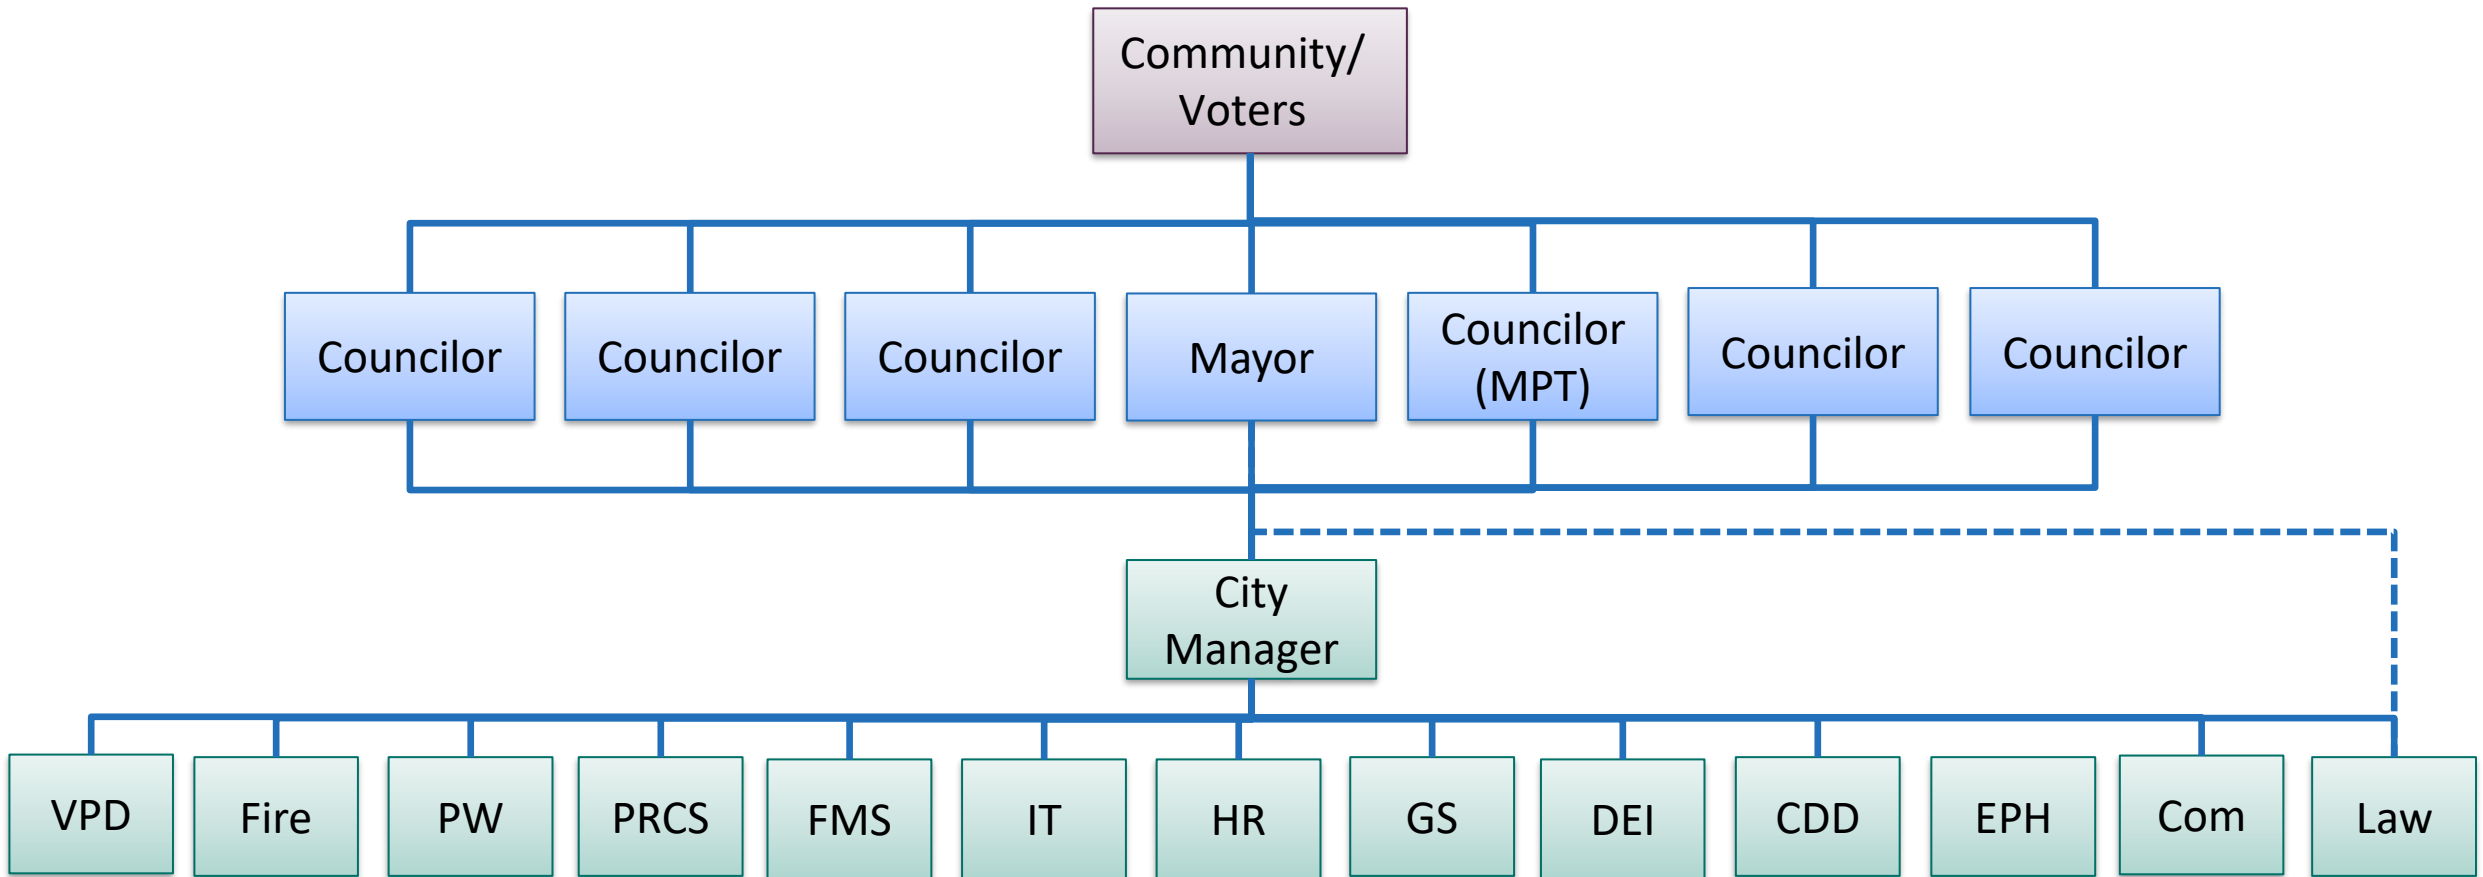 Community/
Voters
Councilor
Councilor
Councilor
Mayor
Councilor
(MPT)
Councilor
Councilor
City
Manager
VPD
Fire
PW
PRCS
FMS
IT
HR
GS
DEI
CDD
EPH
Com
Law